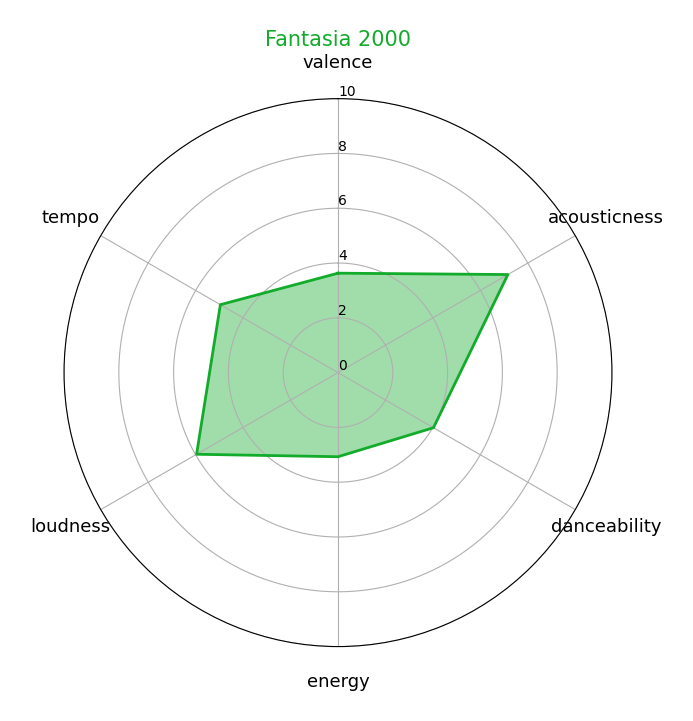 Fantasia 2000
valence
10
8
tempo
6
acousticness
4
2
0
loudness
danceability
energy